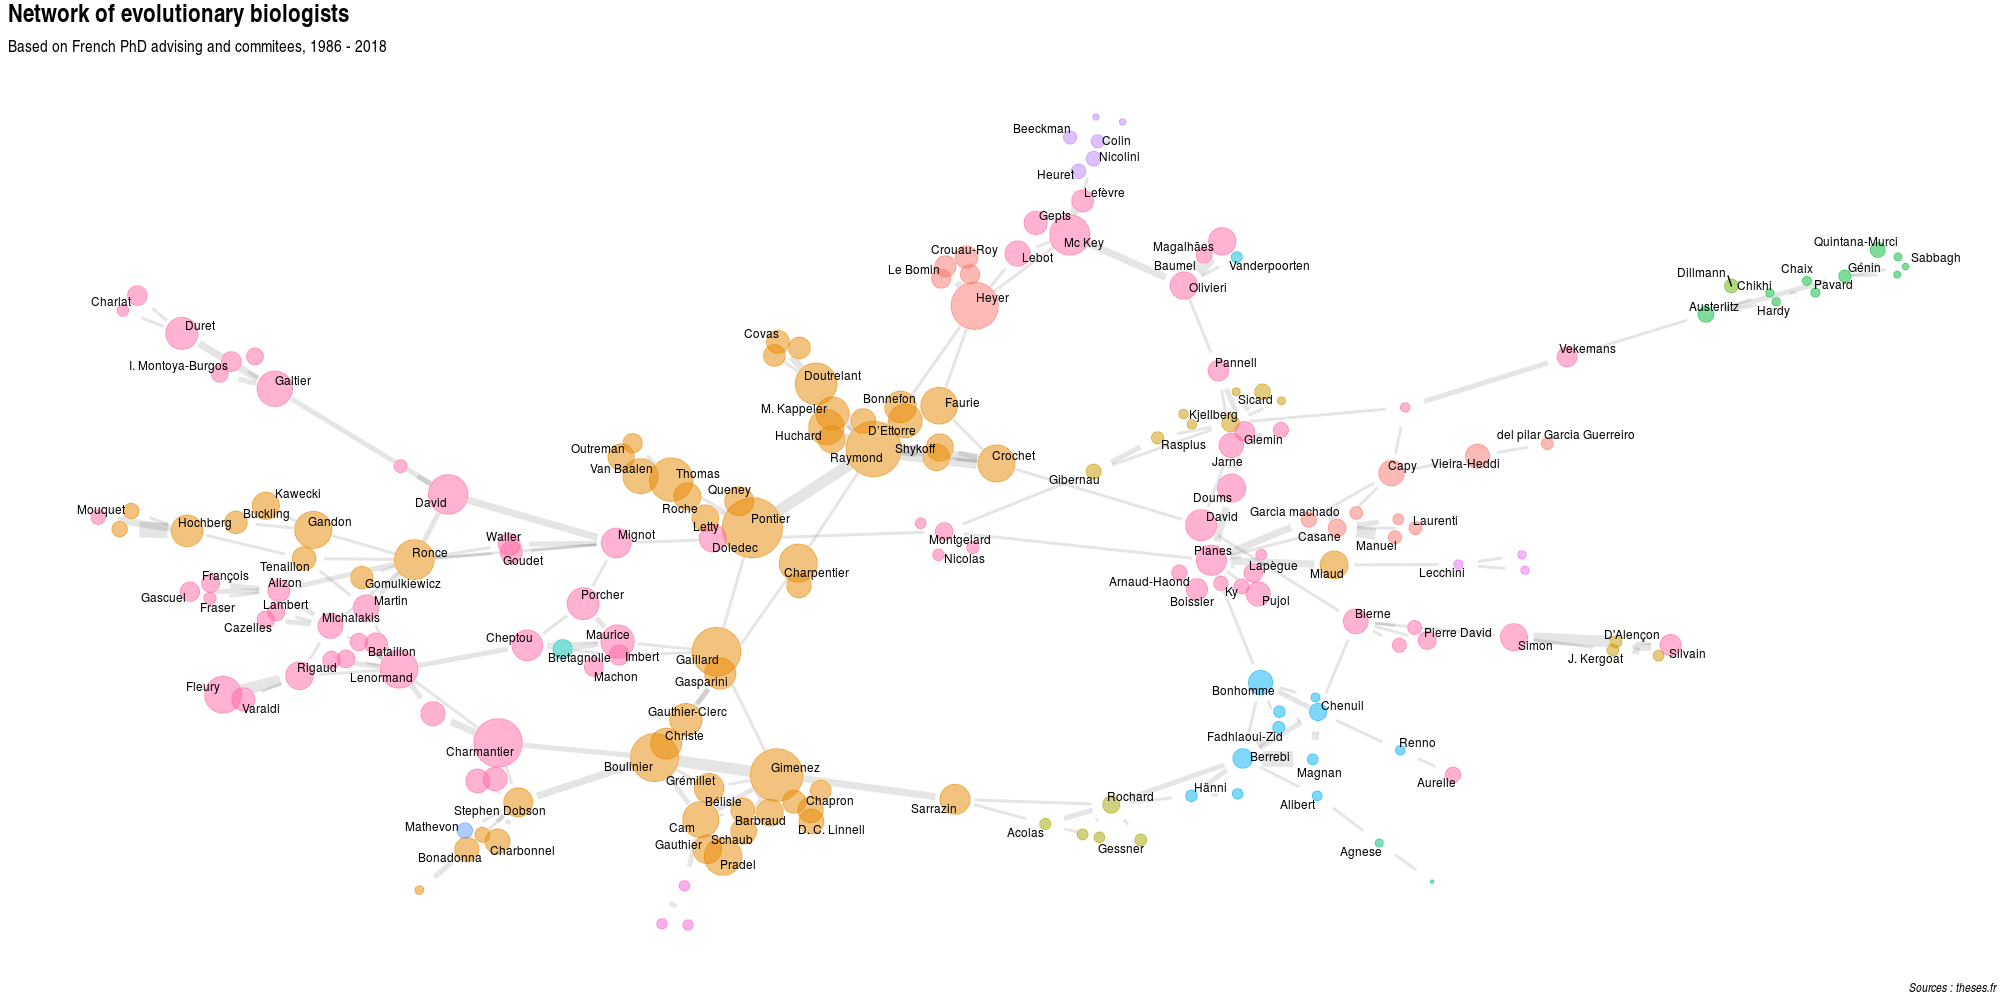 Network of evolutionary biologists
Based on French PhD advising and commitees, 1986 - 2018
Beeckman
Colin
Nicolini
Heuret
Lefèvre
Gepts
Mc Key
Lebot
Crouau-Roy
Le Bomin
Heyer
Magalhães
Baumel
Vanderpoorten
Olivieri
Quintana-Murci
Sabbagh
Génin
Chaix
Dillmann
Chikhi
Pavard
Austerlitz
Hardy
Charlat
Duret
I. Montoya-Burgos
Galtier
Covas
Doutrelant
Vekemans
Pannell
Bonnefon
Faurie
M. Kappeler
D'Ettorre
Huchard
Raymond
Shykoff
Crochet
Sicard
Kjellberg
Rasplus
Glemin
Jarne
Gibernau
del pilar Garcia Guerreiro
Vieira-Heddi
Capy
Outreman
Van Baalen
Thomas
Queney
Roche
Letty
Pontier
Doledec
David
Mouquet
Kawecki
Buckling
Hochberg
Gandon
Doums
David
Garcia machado
Laurenti
Casane
Manuel
Ronce
Waller
Goudet
Mignot
Montgelard
Nicolas
Planes
Tenaillon
Gomulkiewicz
Charpentier
Miaud
Lecchini
Lapègue
Arnaud-Haond
Ky
Pujol
Boissier
François
Alizon
Gascuel
Fraser
Lambert
Martin
Cazelles
Michalakis
Porcher
Bierne
Pierre David
D'Alençon
Simon
J. Kergoat
Silvain
Cheptou
Maurice
Bretagnolle
Imbert
Machon
Gaillard
Gasparini
Bataillon
Rigaud
Lenormand
Fleury
Varaldi
Bonhomme
Chenuil
Fadhlaoui-Zid
Berrebi
Renno
Magnan
Aurelle
Gauthier-Clerc
Christe
Charmantier
Boulinier
Gimenez
Grémillet
Bélisle
Chapron
Barbraud
D. C. Linnell
Cam
Schaub
Gauthier
Pradel
Stephen Dobson
Mathevon
Bonadonna
Charbonnel
Sarrazin
Rochard
Hänni
Alibert
Acolas
Gessner
Agnese
Sources : theses.fr